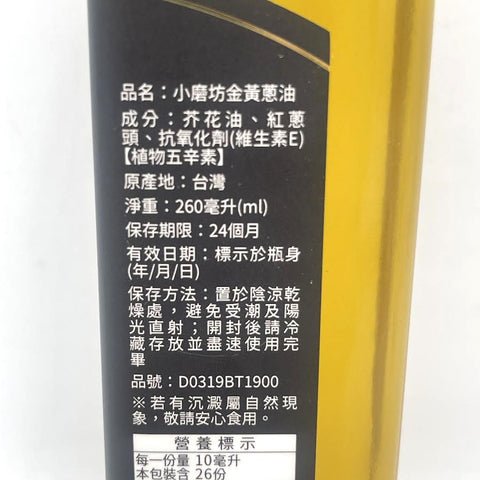 品名：小磨坊金黃蔥油
成分：芥花油、紅蔥
頭、抗氧化劑(維生素E)
【植物五辛素】
原產地：台灣
淨重：260毫升(ml)
保存期限：24個月
有效日期：標示於瓶身
(年/月/日)
保存方法：置於陰涼乾
燥處，避免受潮及陽
光直射；開封後請冷
藏存放並盡速使用完
畢
品號：D0319BT1900
※若有沉澱屬自然現
象，敬請安心食用。
營養標示
每一份量 10毫升
本包裝含 26份